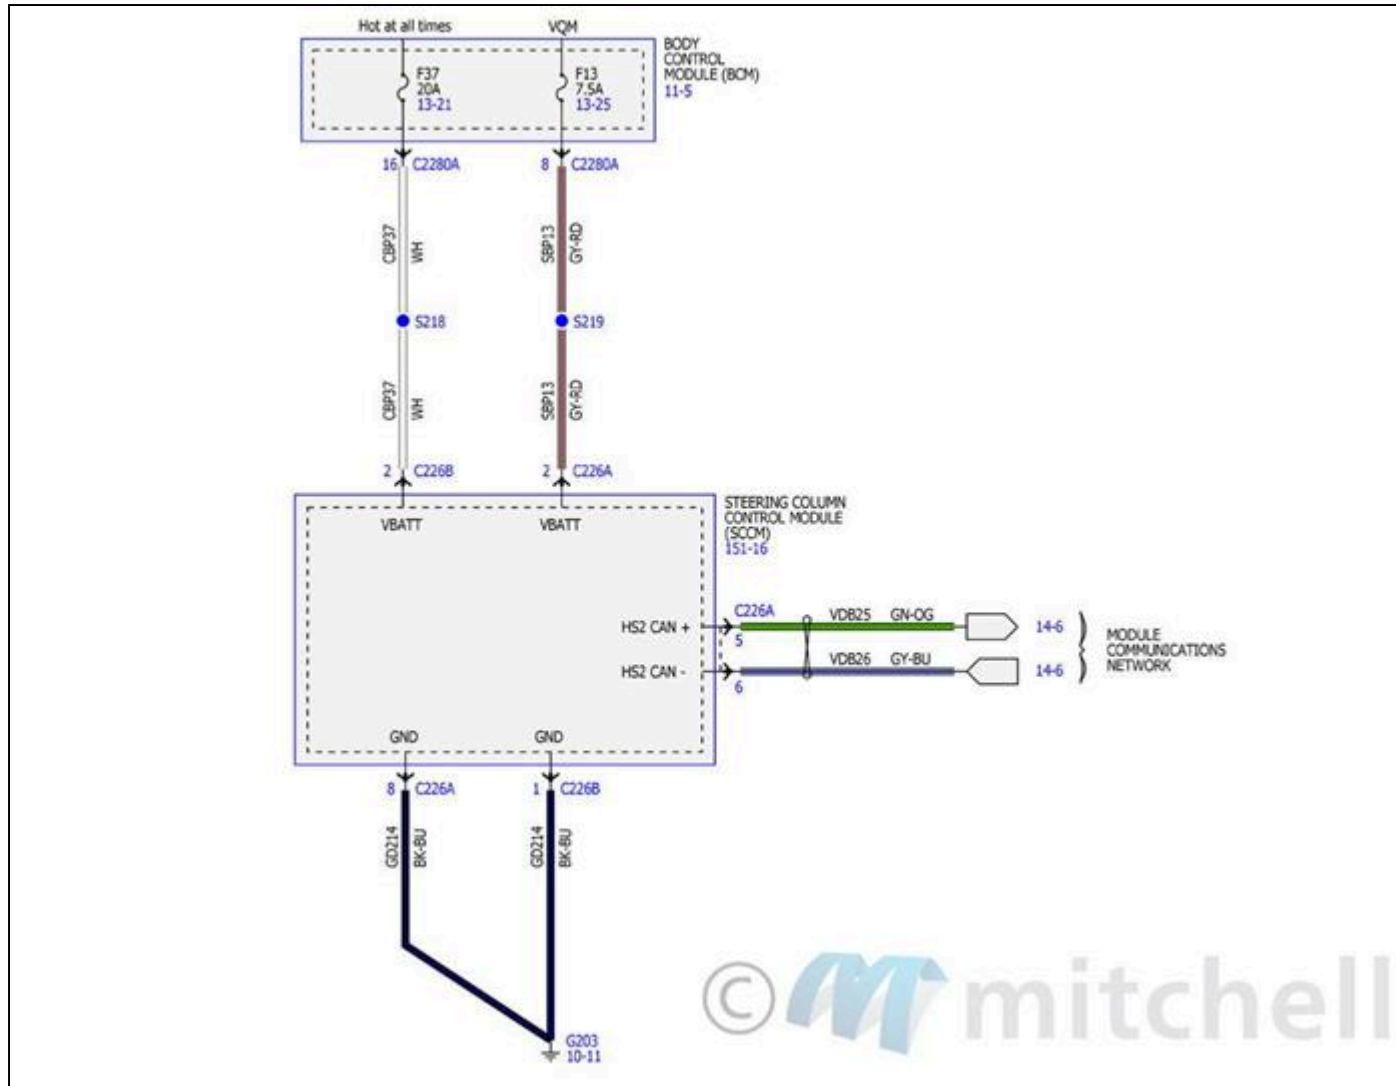 Hot at all times
VQM
BODY
CONTROL
MODULE (BCM)
11-5
F37
20A
13-21
F13
7.5A
13-25
16 C2280A
8 C2280A
CBP37
WH
SBP13
GY-RD
S218
S219
CBP37
WH
SBP13
GY-RD
2 C226B
2 C226A
STEERING COLUMN
CONTROL MODULE
(SCCM)
151-16
VBATT
VBATT
HS2 CAN +
C226A
5
VDB25 GN-OG
14-6
HS2 CAN -
6
VDB26 GY-BU
14-6
MODULE
COMMUNICATIONS
NETWORK
GND
GND
8 C226A
1 C226B
GD214
BK-BU
GD214
BK-BU
G203
10-11
© mitchell